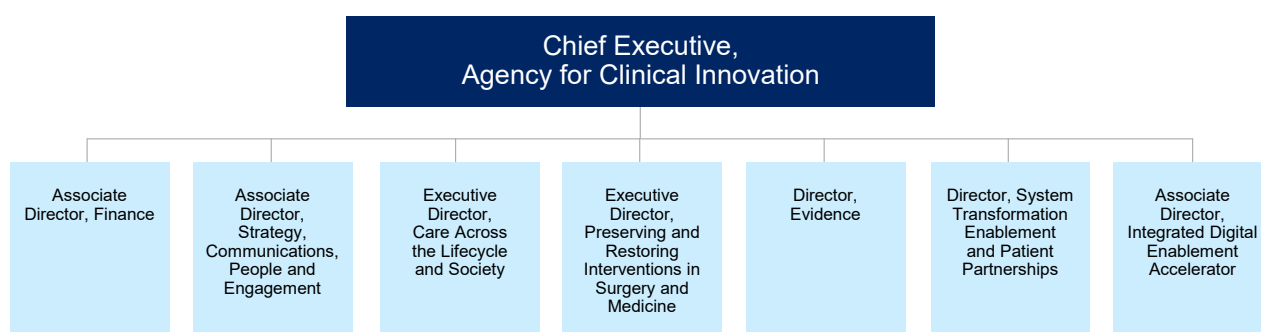 Chief Executive,
Agency for Clinical Innovation
Associate
Director, Finance
Associate
Director,
Strategy,
Communications,
People and
Engagement
Executive
Director,
Care Across
the Lifecycle
and Society
Executive
Director,
Preserving and
Restoring
Interventions in
Surgery and
Medicine
Director,
Evidence
Director, System
Transformation
Enablement
and Patient
Partnerships
Associate
Director,
Integrated Digital
Enablement
Accelerator